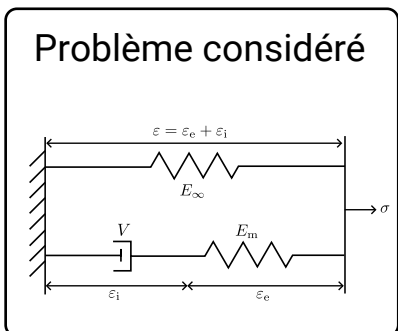 Problème considéré
ε = εe + εi
E∞
σ
V
Em
εi
εe